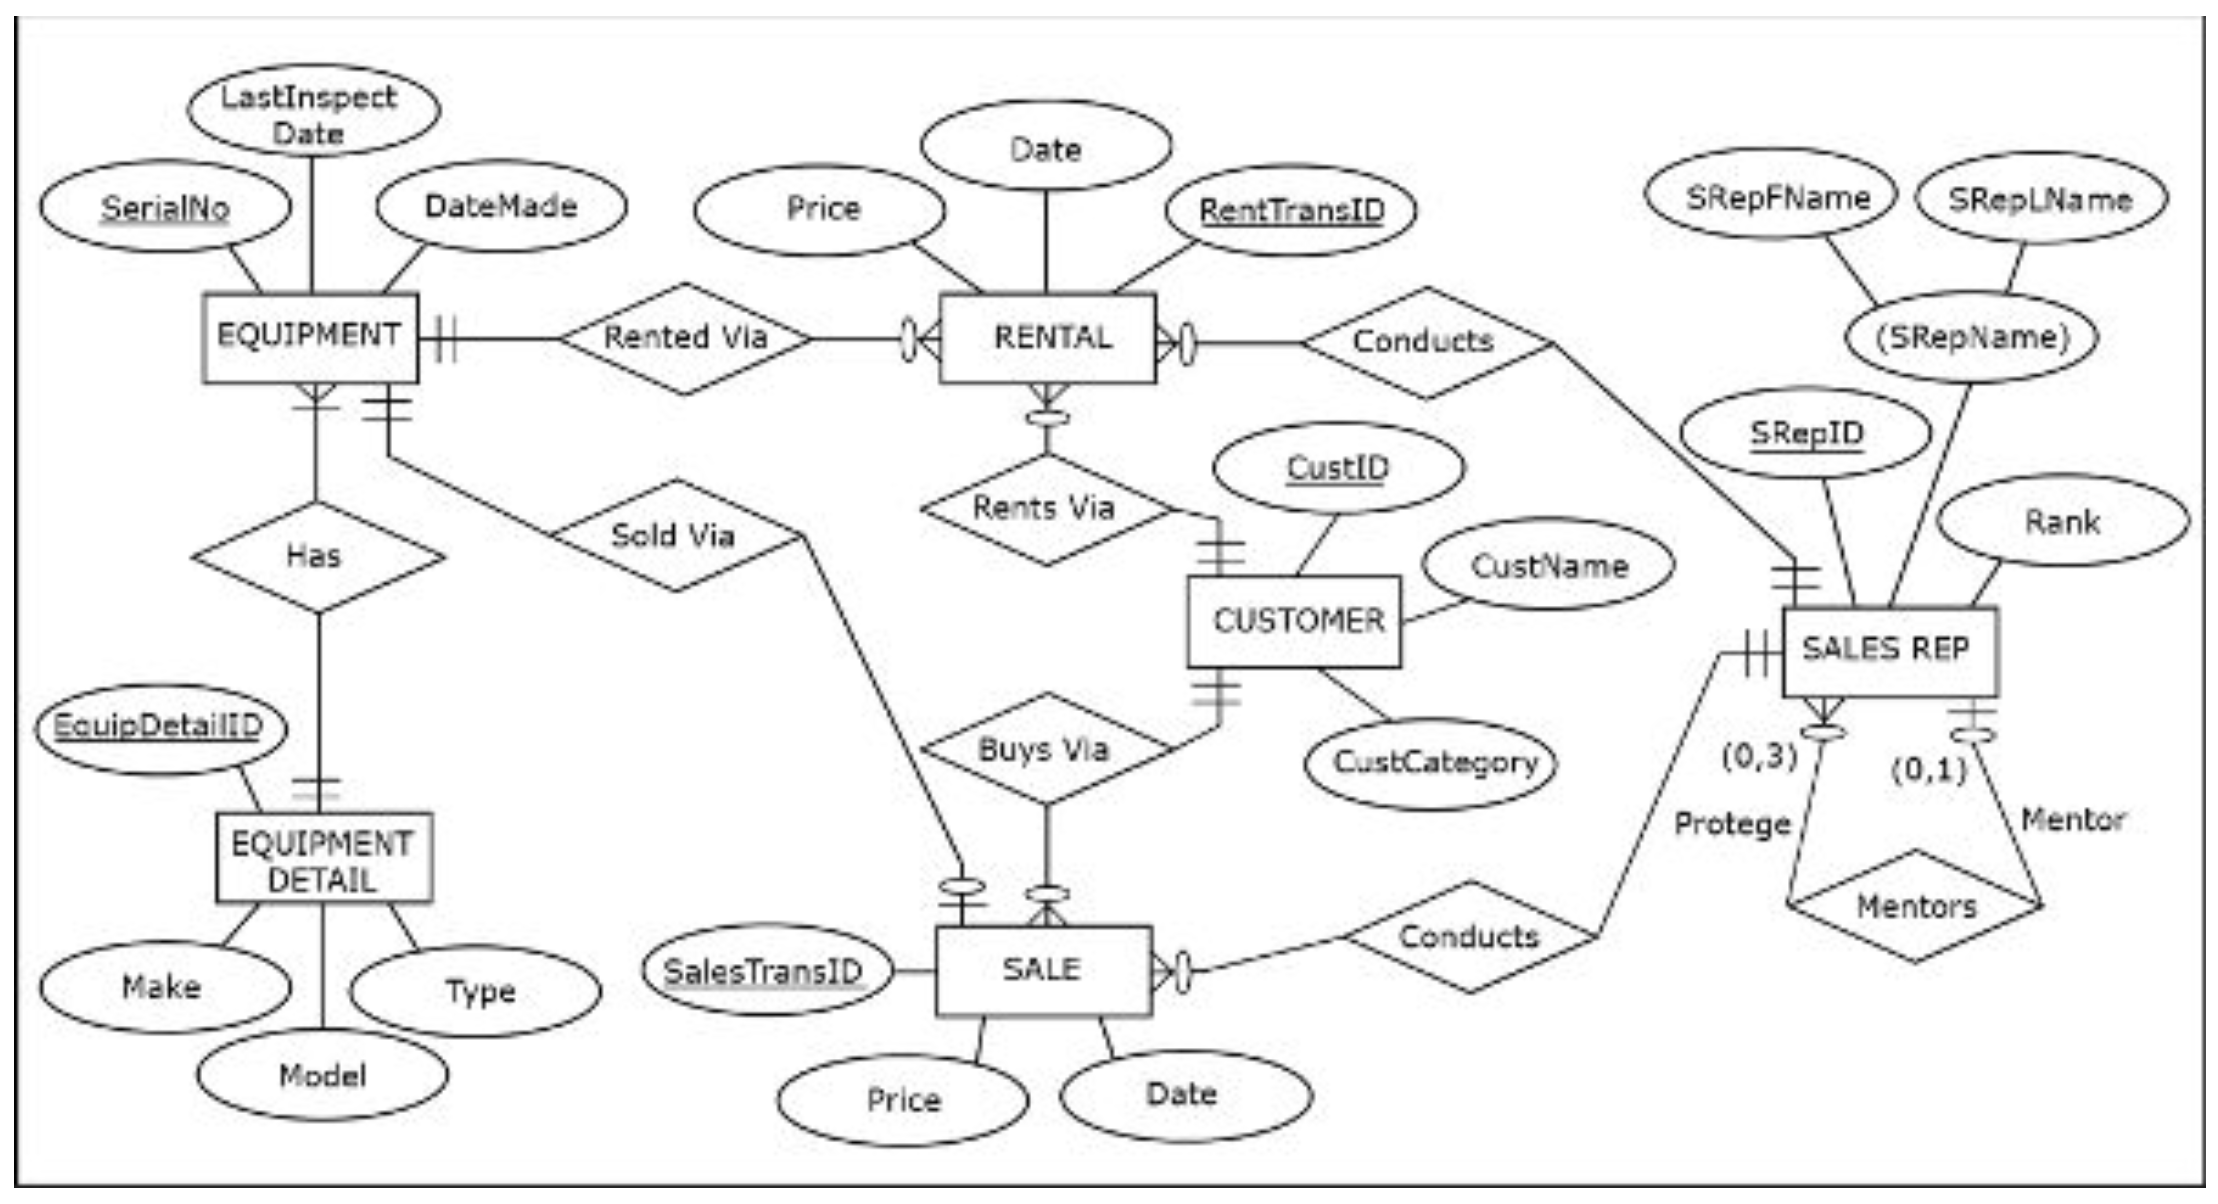 LastInspect
Date
SerialNo
DateMade
Price
Date
RentTransID
SRepFName
SRepLName
EQUIPMENT
Rented Via
RENTAL
Conducts
(SRepName)
SRepID
CustID
Rank
Rents Via
Has
Sold Via
CustName
CUSTOMER
SALES REP
EquipDetailID
Buys Via
CustCategory
(0,3)
(0,1)
Protege
Mentor
EQUIPMENT
DETAIL
Mentors
Conducts
SalesTransID
SALE
Make
Type
Model
Price
Date